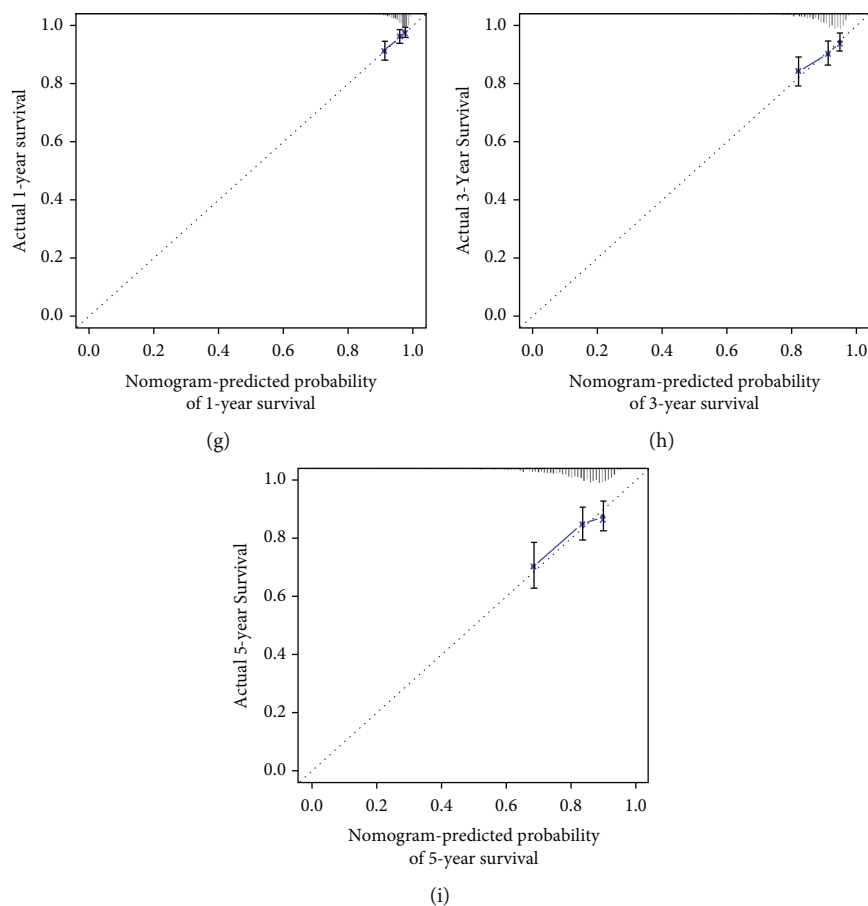 1.0
0.8
0.6
0.4
0.2
0.0
Actual 1-year survival
0.0 0.2 0.4 0.6 0.8 1.0
Nomogram-predicted probability
of 1-year survival
(g)
1.0
0.8
0.6
0.4
0.2
0.0
Actual 3-Year Survival
0.0 0.2 0.4 0.6 0.8 1.0
Nomogram-predicted probability
of 3-year survival
(h)
1.0
0.8
0.6
0.4
0.2
0.0
Actual 5-year Survival
0.0 0.2 0.4 0.6 0.8 1.0
Nomogram-predicted probability
of 5-year survival
(i)